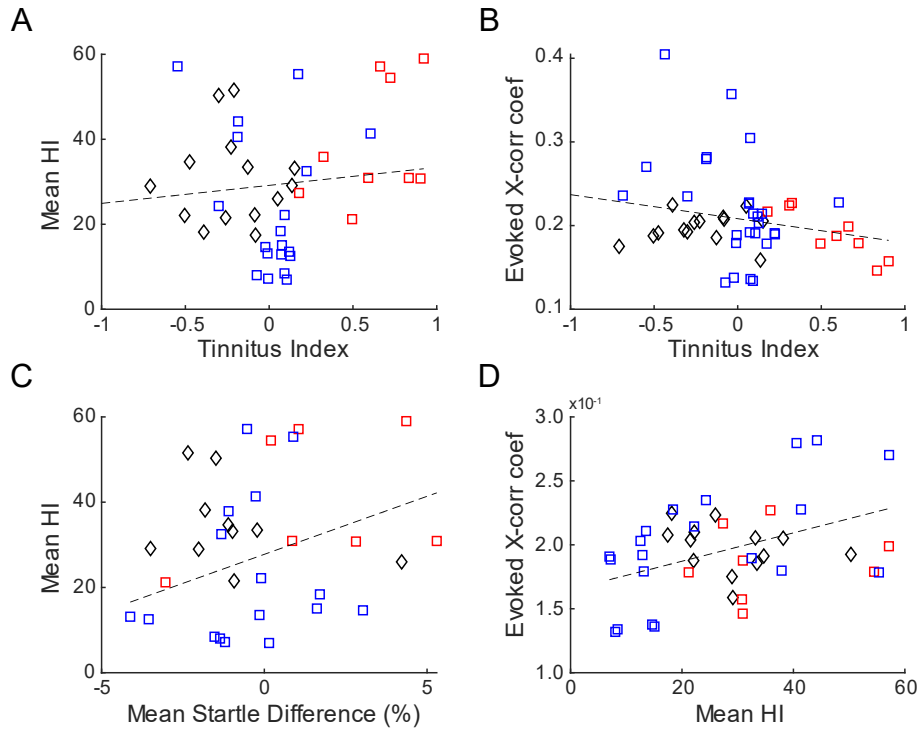 A
Mean HI
60
40
20
0
-1
-0.5
0
0.5
1
Tinnitus Index
B
Evoked X-corr coef
0.4
0.3
0.2
0.1
-1
-0.5
0
0.5
1
Tinnitus Index
C
Mean HI
60
40
20
0
-5
0
5
Mean Startle Difference (%)
D
x10⁻¹
Evoked X-corr coef
3.0
2.5
2.0
1.5
1.0
0
20
40
60
Mean HI